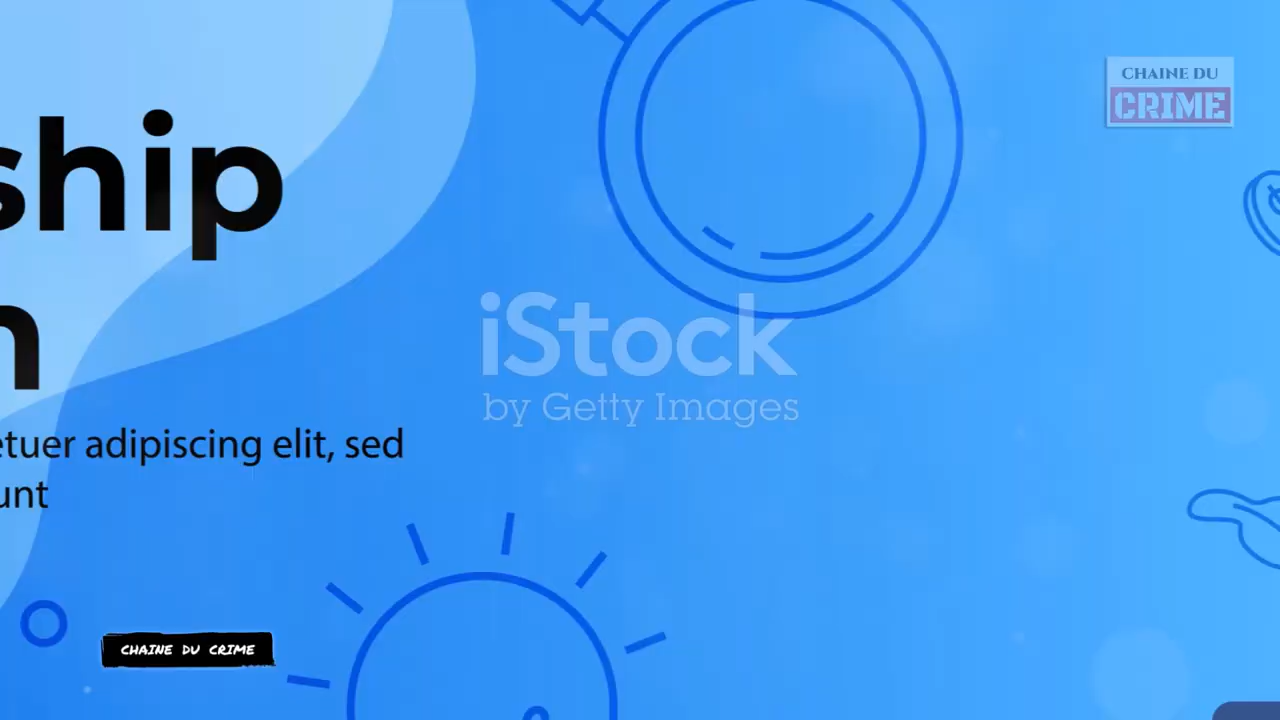 CHAINE DU
CRIME
ship
n
iStock
by Getty Images
etuer adipiscing elit, sed
unt
CHAINE DU CRIME